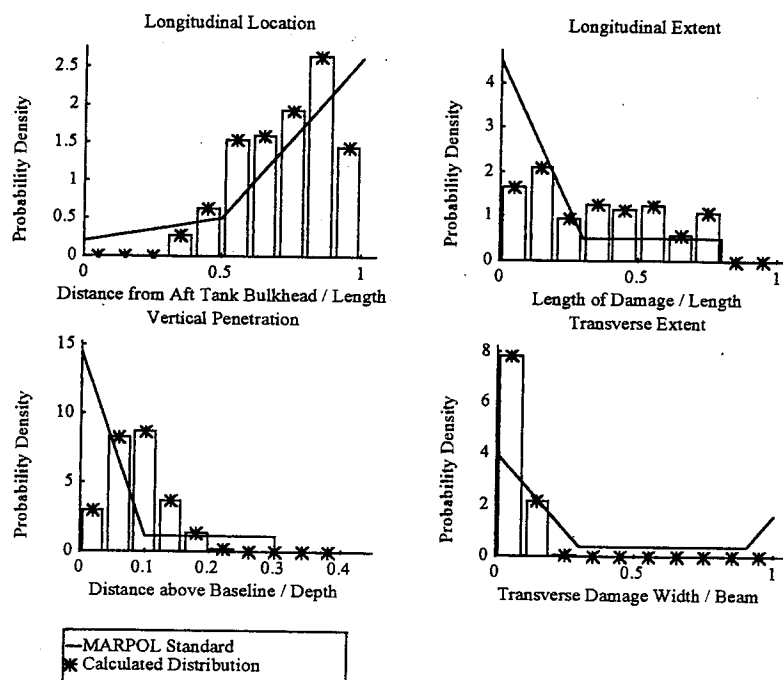 Longitudinal Location
Probability Density
2.5
2
1.5
1
0.5
0
0
0.5
1
Distance from Aft Tank Bulkhead / Length
Longitudinal Extent
Probability Density
4
3
2
1
0
0
0.5
1
Length of Damage / Length
Vertical Penetration
Probability Density
15
10
5
0
0
0.1
0.2
0.3
0.4
Distance above Baseline / Depth
Transverse Extent
Probability Density
8
6
4
2
0
0
0.5
1
Transverse Damage Width / Beam
MARPOL Standard
Calculated Distribution